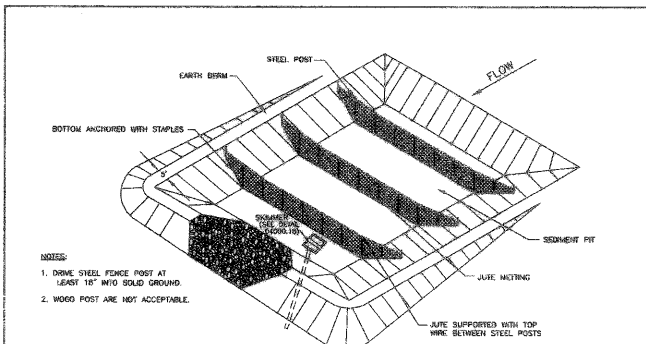 STEEL POST
FLOW
EARTH BERM
BOTTOM ANCHORED WITH STAPLES
5'
SKIMMER
(SEE DETAIL
SEDIMENT PIT
NOTES:
1. DRIVE STEEL FENCE POST AT
LEAST 18" INTO SOLID GROUND.
2. WOOD POST ARE NOT ACCEPTABLE.
JUTE NETTING
JUTE SUPPORTED WITH TOP
WIRE BETWEEN STEEL POSTS